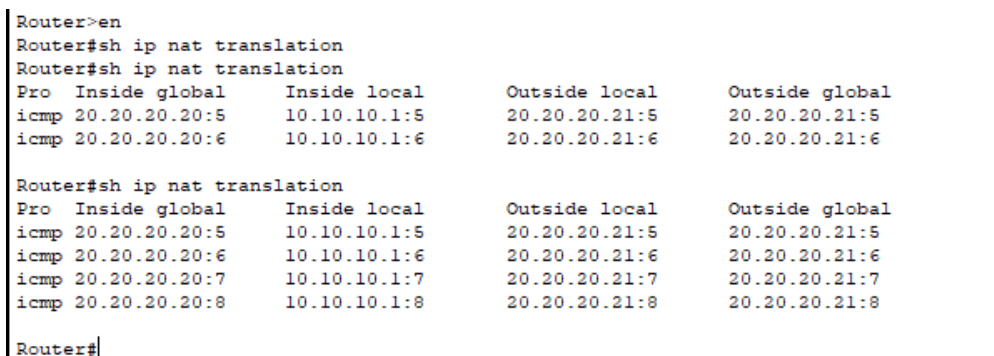 Router>en
Router#sh ip nat translation
Router#sh ip nat translation
Pro  Inside global     Inside local       Outside local      Outside global
icmp 20.20.20.20:5     10.10.10.1:5       20.20.20.21:5      20.20.20.21:5
icmp 20.20.20.20:6     10.10.10.1:6       20.20.20.21:6      20.20.20.21:6

Router#sh ip nat translation
Pro  Inside global     Inside local       Outside local      Outside global
icmp 20.20.20.20:5     10.10.10.1:5       20.20.20.21:5      20.20.20.21:5
icmp 20.20.20.20:6     10.10.10.1:6       20.20.20.21:6      20.20.20.21:6
icmp 20.20.20.20:7     10.10.10.1:7       20.20.20.21:7      20.20.20.21:7
icmp 20.20.20.20:8     10.10.10.1:8       20.20.20.21:8      20.20.20.21:8

Router#